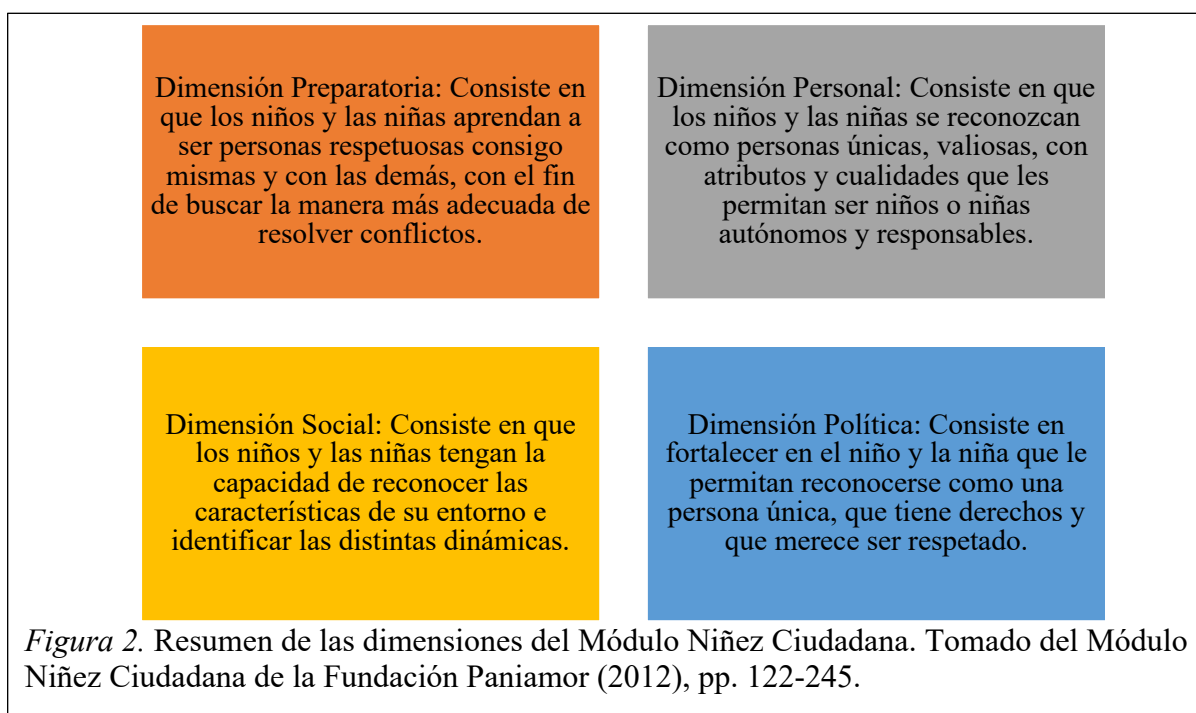 Dimensión Preparatoria: Consiste en
que los niños y las niñas aprendan a
ser personas respetuosas consigo
mismas y con las demás, con el fin
de buscar la manera más adecuada de
resolver conflictos.
Dimensión Personal: Consiste en que
los niños y las niñas se reconozcan
como personas únicas, valiosas, con
atributos y cualidades que les
permitan ser niños o niñas
autónomos y responsables.
Dimensión Social: Consiste en que
los niños y las niñas tengan la
capacidad de reconocer las
características de su entorno e
identificar las distintas dinámicas.
Dimensión Política: Consiste en
fortalecer en el niño y la niña que le
permitan reconocerse como una
persona única, que tiene derechos y
que merece ser respetado.
Figura 2. Resumen de las dimensiones del Módulo Niñez Ciudadana. Tomado del Módulo
Niñez Ciudadana de la Fundación Paniamor (2012), pp. 122-245.